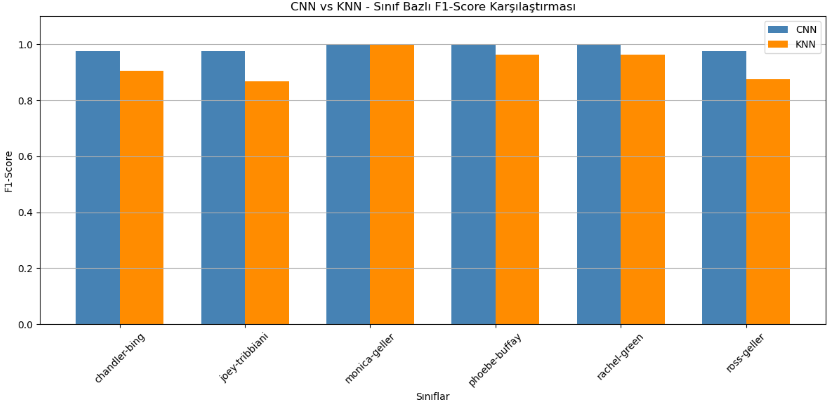 CNN vs KNN - Sınıf Bazlı F1-Score Karşılaştırması
CNN
KNN
F1-Score
1.0
0.8
0.6
0.4
0.2
0.0
chandler-bing
joey-tribbiani
monica-geller
phoebe-buffay
rachel-green
ross-geller
Sınıflar